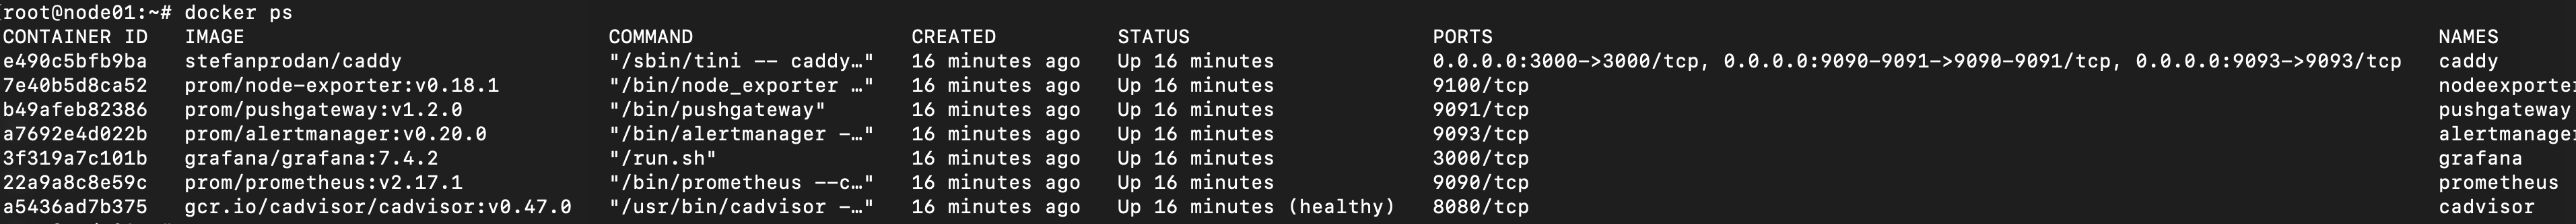 root@node01:~# docker ps
CONTAINER ID   IMAGE                              COMMAND                  CREATED          STATUS                    PORTS                                                                                      NAMES
e490c5bfb9ba   stefanprodan/caddy                 "/sbin/tini -- caddy…"   16 minutes ago   Up 16 minutes             0.0.0.0:3000->3000/tcp, 0.0.0.0:9090-9091->9090-9091/tcp, 0.0.0.0:9093->9093/tcp   caddy
7e40b5d8ca52   prom/node-exporter:v0.18.1         "/bin/node_exporter …"   16 minutes ago   Up 16 minutes             9100/tcp                                                                                   nodeexporter
b49afeb82386   prom/pushgateway:v1.2.0            "/bin/pushgateway"       16 minutes ago   Up 16 minutes             9091/tcp                                                                                   pushgateway
a7692e4d022b   prom/alertmanager:v0.20.0          "/bin/alertmanager -…"   16 minutes ago   Up 16 minutes             9093/tcp                                                                                   alertmanager
3f319a7c101b   grafana/grafana:7.4.2              "/run.sh"                16 minutes ago   Up 16 minutes             3000/tcp                                                                                   grafana
22a9a8c8e59c   prom/prometheus:v2.17.1            "/bin/prometheus --c…"   16 minutes ago   Up 16 minutes             9090/tcp                                                                                   prometheus
a5436ad7b375   gcr.io/cadvisor/cadvisor:v0.47.0   "/usr/bin/cadvisor -…"   16 minutes ago   Up 16 minutes (healthy)   8080/tcp                                                                                   cadvisor